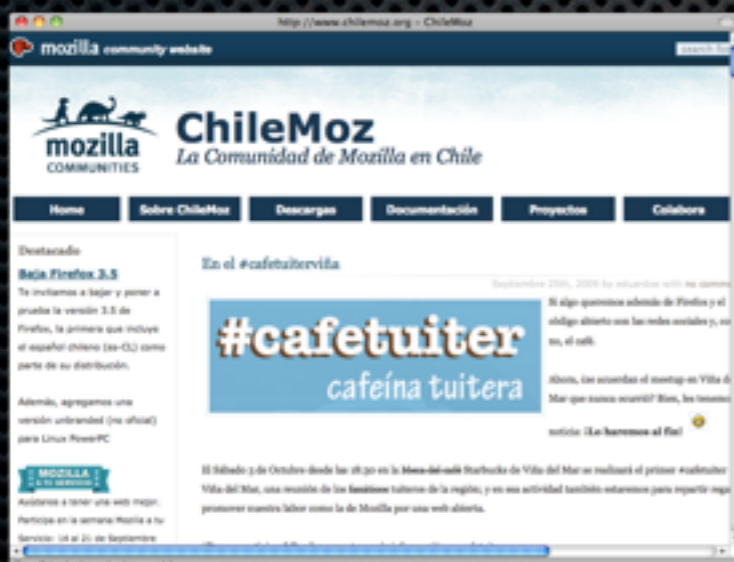 http://www.chilemoz.org - ChileMoz
mozilla community website
mozilla
COMMUNITIES
ChileMoz
La Comunidad de Mozilla en Chile
Home Sobre ChileMoz Descargas Documentación Proyectos Colabora
Destacado
Baja Firefox 3.5
Te invitamos a bajar y poner a
prueba la versión 3.5 de
Firefox, la primera que incluye
el español chileno (es-CL) como
parte de su distribución.
Además, agregamos una
versión unbranded (no oficial)
para Linux PowerPC
MOZILLA
A TU SERVICIO
Ayúdanos a tener una web mejor.
Participa en la semana Mozilla a tu
Servicio: 14 al 21 de Septiembre
En el #cafetuiterviña
#cafetuiter
cafeína tuitera
Si algo queremos además de Firefox y el
código abierto son las redes sociales y,
no, el café.
Ahora, ¿se acuerdan el meetup en Viña
Mar que nunca ocurrió? Bien, les tenemos
noticia: ¡Lo haremos al fin!
El Sábado 3 de Octubre desde las 18:30 en la Starbucks de Viña del Mar se realizará el primer #cafetuiter
Viña del Mar, una reunión de los fanáticos tuiteros de la región; y en esa actividad también estaremos para repartir
promover nuestra labor como la de Mozilla por una web abierta.